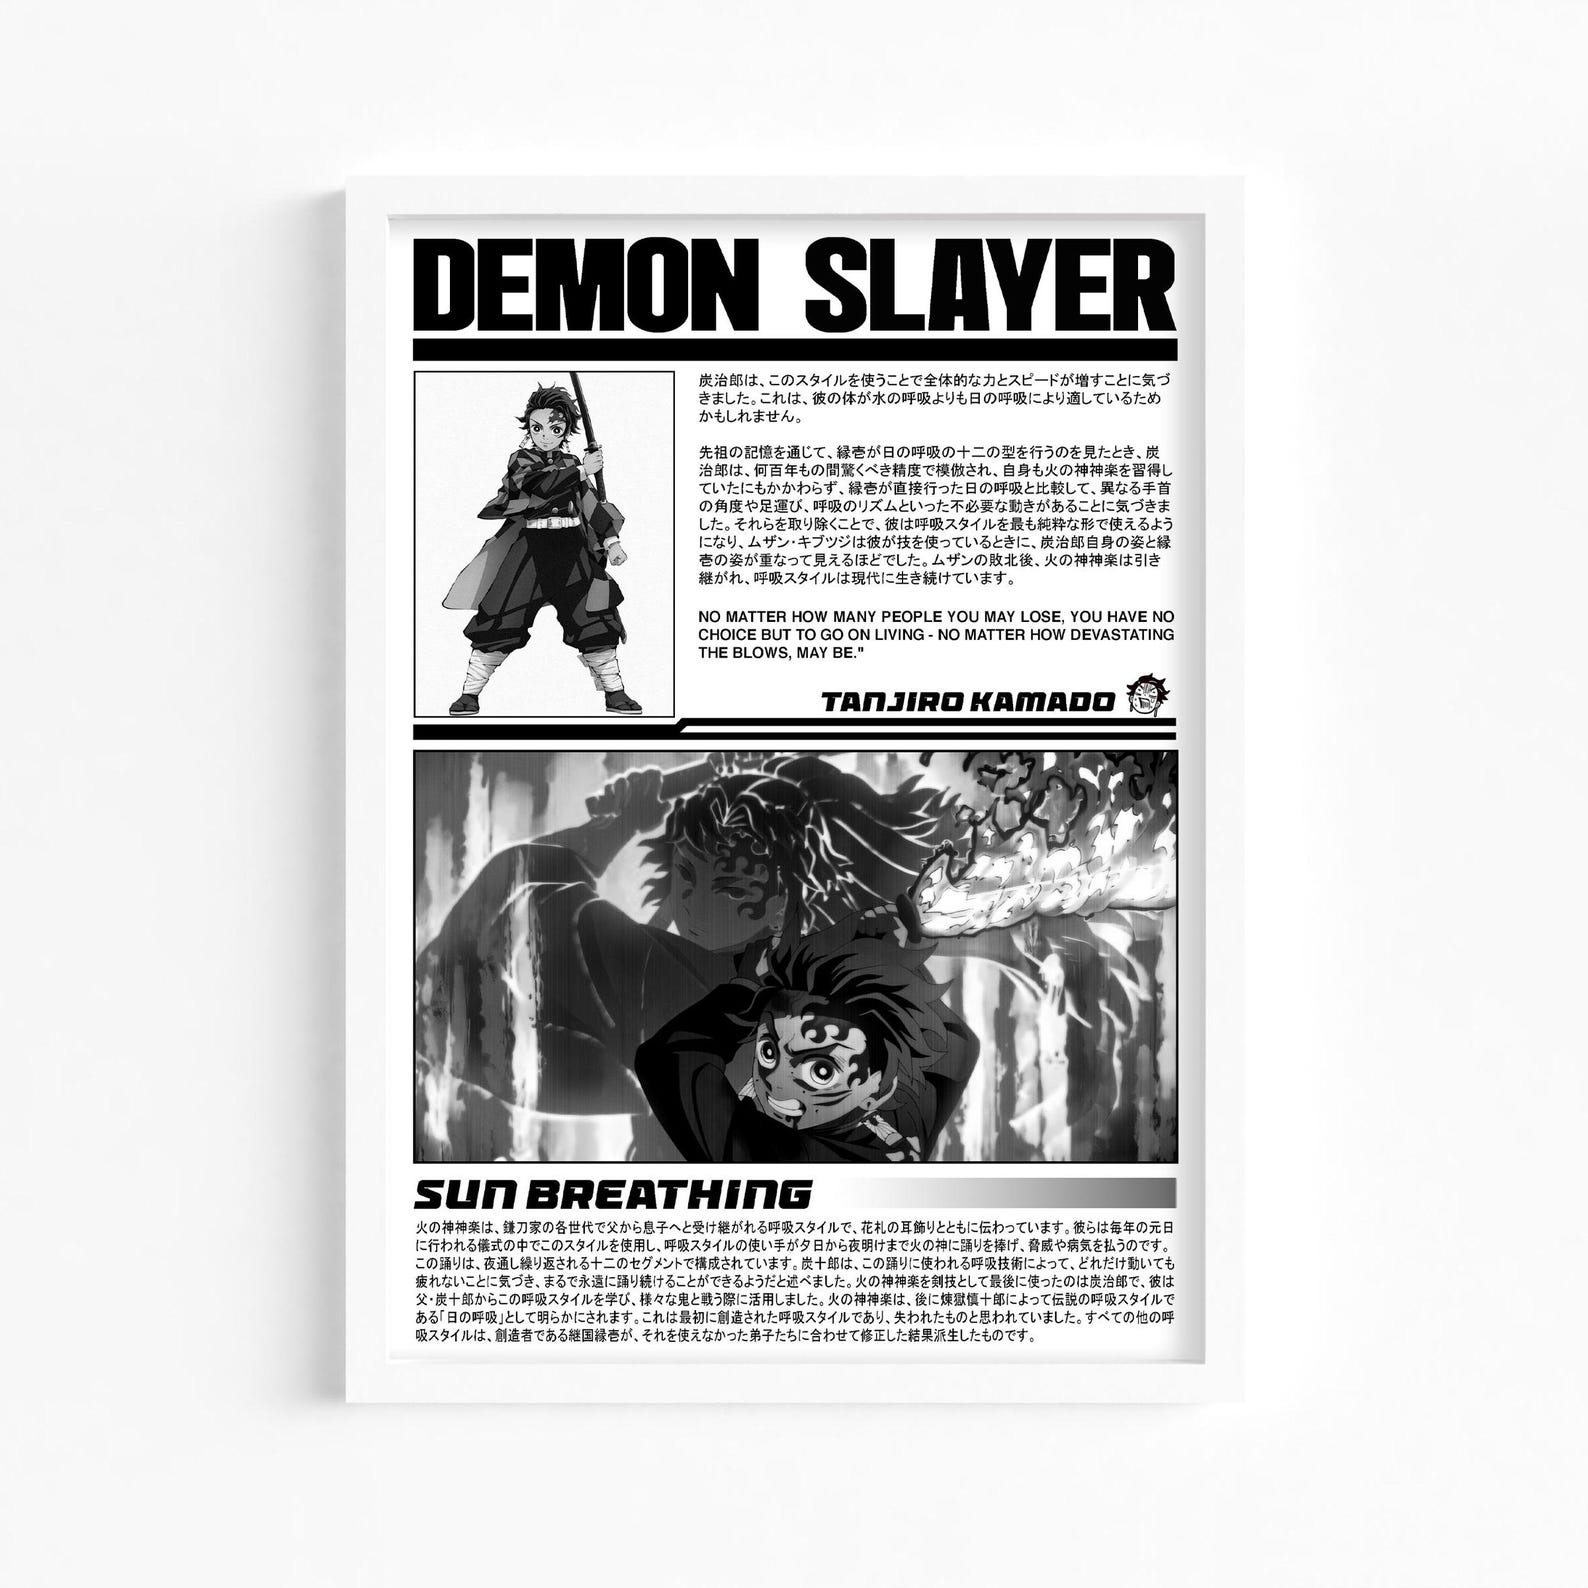 DEMON SLAYER
炭治郎は、このスタイルを使うことで全体的な力とスピードが増すことに気づ
きました。これは、彼の体が水の呼吸よりも日の呼吸により適しているため
かもしれません。
先祖の記憶を通じて、縁壱が日の呼吸の十二の型を行うのを見たとき、炭
治郎は、何百年もの間驚くべき精度で模倣され、自身も火の神神楽を習得し
ていたにもかかわらず、縁壱が直接行った日の呼吸と比較して、異なる手首
の角度や足運び、呼吸のリズムといった不必要な動きがあることに気づきま
した。それらを取り除くことで、彼は呼吸スタイルを最も純粋な形で使えるよう
になり、ムザン・キブツジは彼が技を使っているときに、炭治郎自身の姿と縁
壱の姿が重なって見えるほどでした。ムザンの敗北後、火の神神楽は引き
継がれ、呼吸スタイルは現代に生き続けています。
NO MATTER HOW MANY PEOPLE YOU MAY LOSE, YOU HAVE NO
CHOICE BUT TO GO ON LIVING - NO MATTER HOW DEVASTATING
THE BLOWS, MAY BE."
TANJIRO KAMADO
SUN BREATHING
火の神神楽は、鎌刀家の各世代で父から息子へと受け継がれる呼吸スタイルで、花札の耳飾りとともに伝わっています。彼らは毎年の元日
に行われる儀式の中でこのスタイルを使用し、呼吸スタイルの使い手が夕日から夜明けまで火の神に踊りを捧げ、脅威や病気を払うのです。
この踊りは、夜通し繰り返される十二のセグメントで構成されています。炭十郎は、この踊りに使われる呼吸技術によって、どれだけ動いても
疲れないことに気づき、まるで永遠に踊り続けることができるようだと述べました。火の神神楽を剣技として最後に使ったのは炭治郎で、彼は
父・炭十郎からこの呼吸スタイルを学び、様々な鬼と戦う際に活用しました。火の神神楽は、後に煉獄慎十郎によって伝説の呼吸スタイルで
ある「日の呼吸」として明らかにされます。これは最初に創造された呼吸スタイルであり、失われたものと思われていました。すべての他の呼
吸スタイルは、創造者である継国縁壱が、それを使えなかった弟子たちに合わせて修正した結果派生したものです。